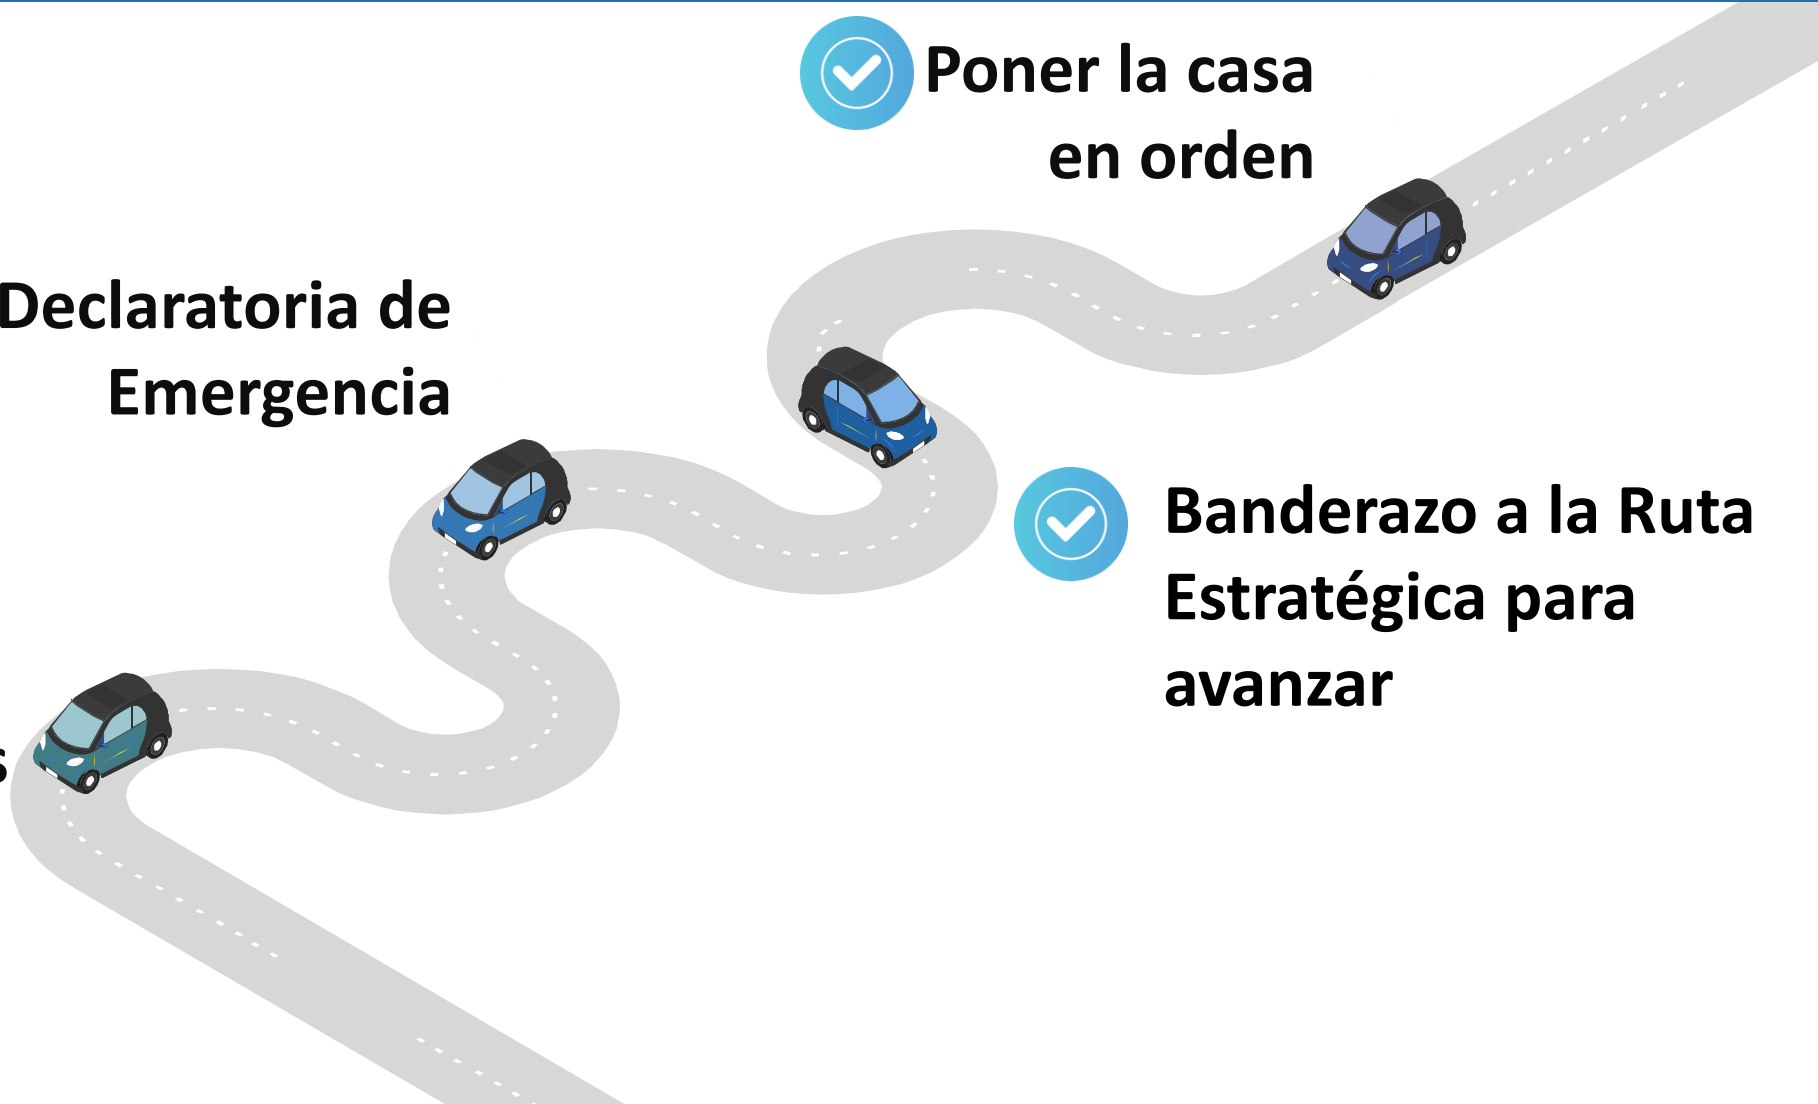 Poner la casa
en orden
Declaratoria de
Emergencia
Banderazo a la Ruta
Estratégica para
avanzar